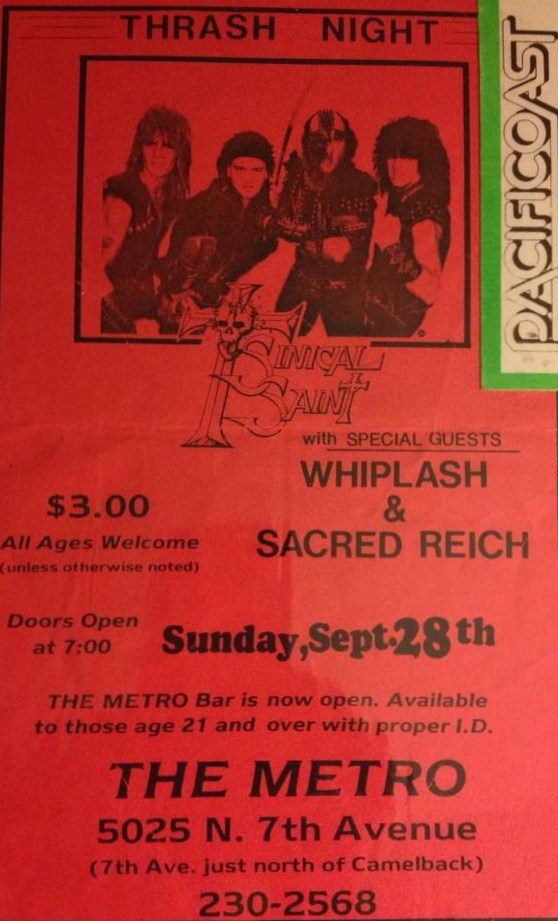 THRASH NIGHT
PACIFICOAST
SINICAL
SAINT
with SPECIAL GUESTS
WHIPLASH
&
SACRED REICH
$3.00
All Ages Welcome
(unless otherwise noted)
Doors Open
at 7:00
Sunday,Sept.28th
THE METRO Bar is now open. Available
to those age 21 and over with proper I.D.
THE METRO
5025 N. 7th Avenue
(7th Ave. just north of Camelback)
230-2568